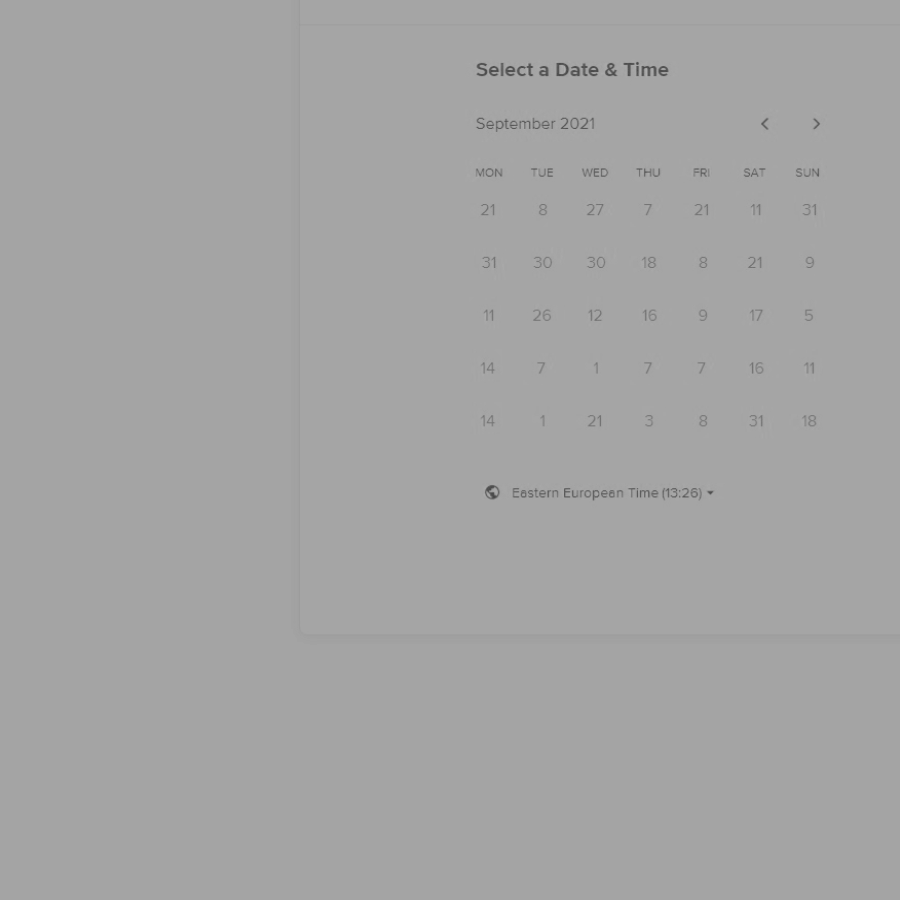 Select a Date & Time
September 2021
MON TUE WED THU FRI SAT SUN
21 8 27 7 21 11 31
31 30 30 18 8 21 9
11 26 12 16 9 17 5
14 7 1 7 7 16 11
14 1 21 3 8 31 18
Eastern European Time (13:26)